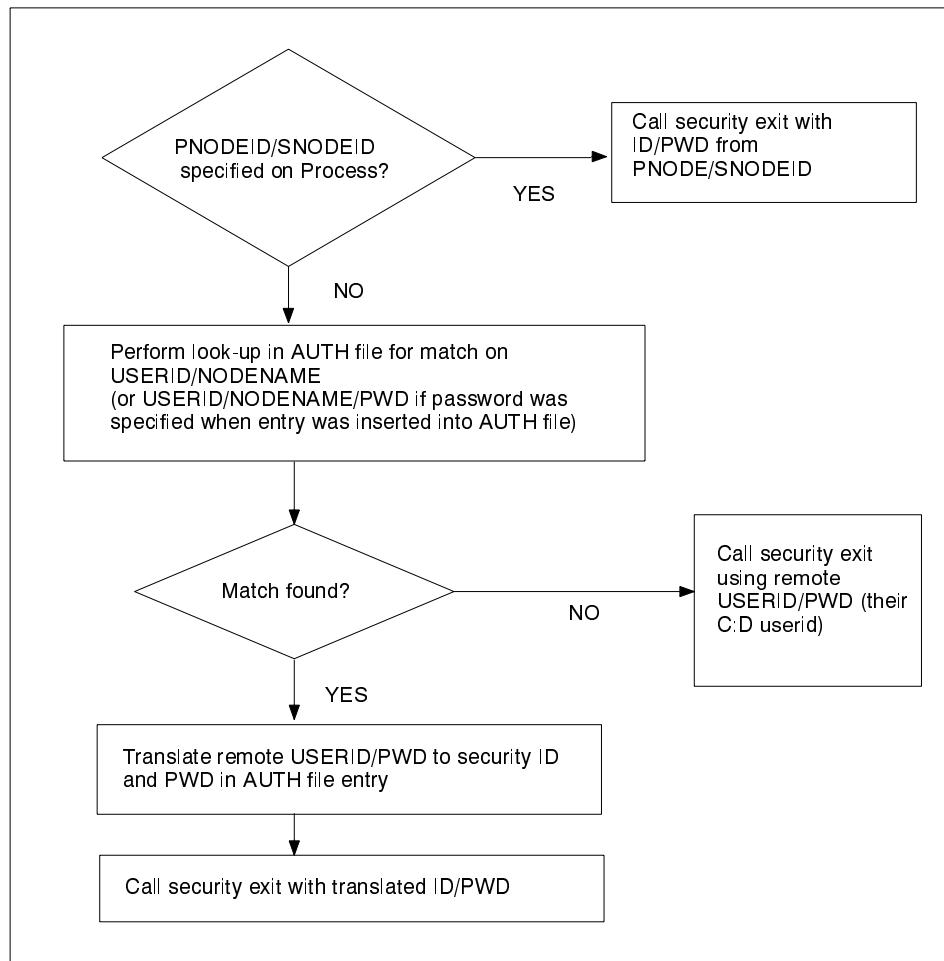 PNODEID/SNODEID
specified on Process?
YES
Call security exit with
ID/PWD from
PNODE/SNODEID
NO
Perform look-up in AUTH file for match on
USERID/NODENAME
(or USERID/NODENAME/PWD if password was
specified when entry was inserted into AUTH file)
Match found?
NO
Call security exit
using remote
USERID/PWD (their
C:D userid)
YES
Translate remote USERID/PWD to security ID
and PWD in AUTH file entry
Call security exit with translated ID/PWD